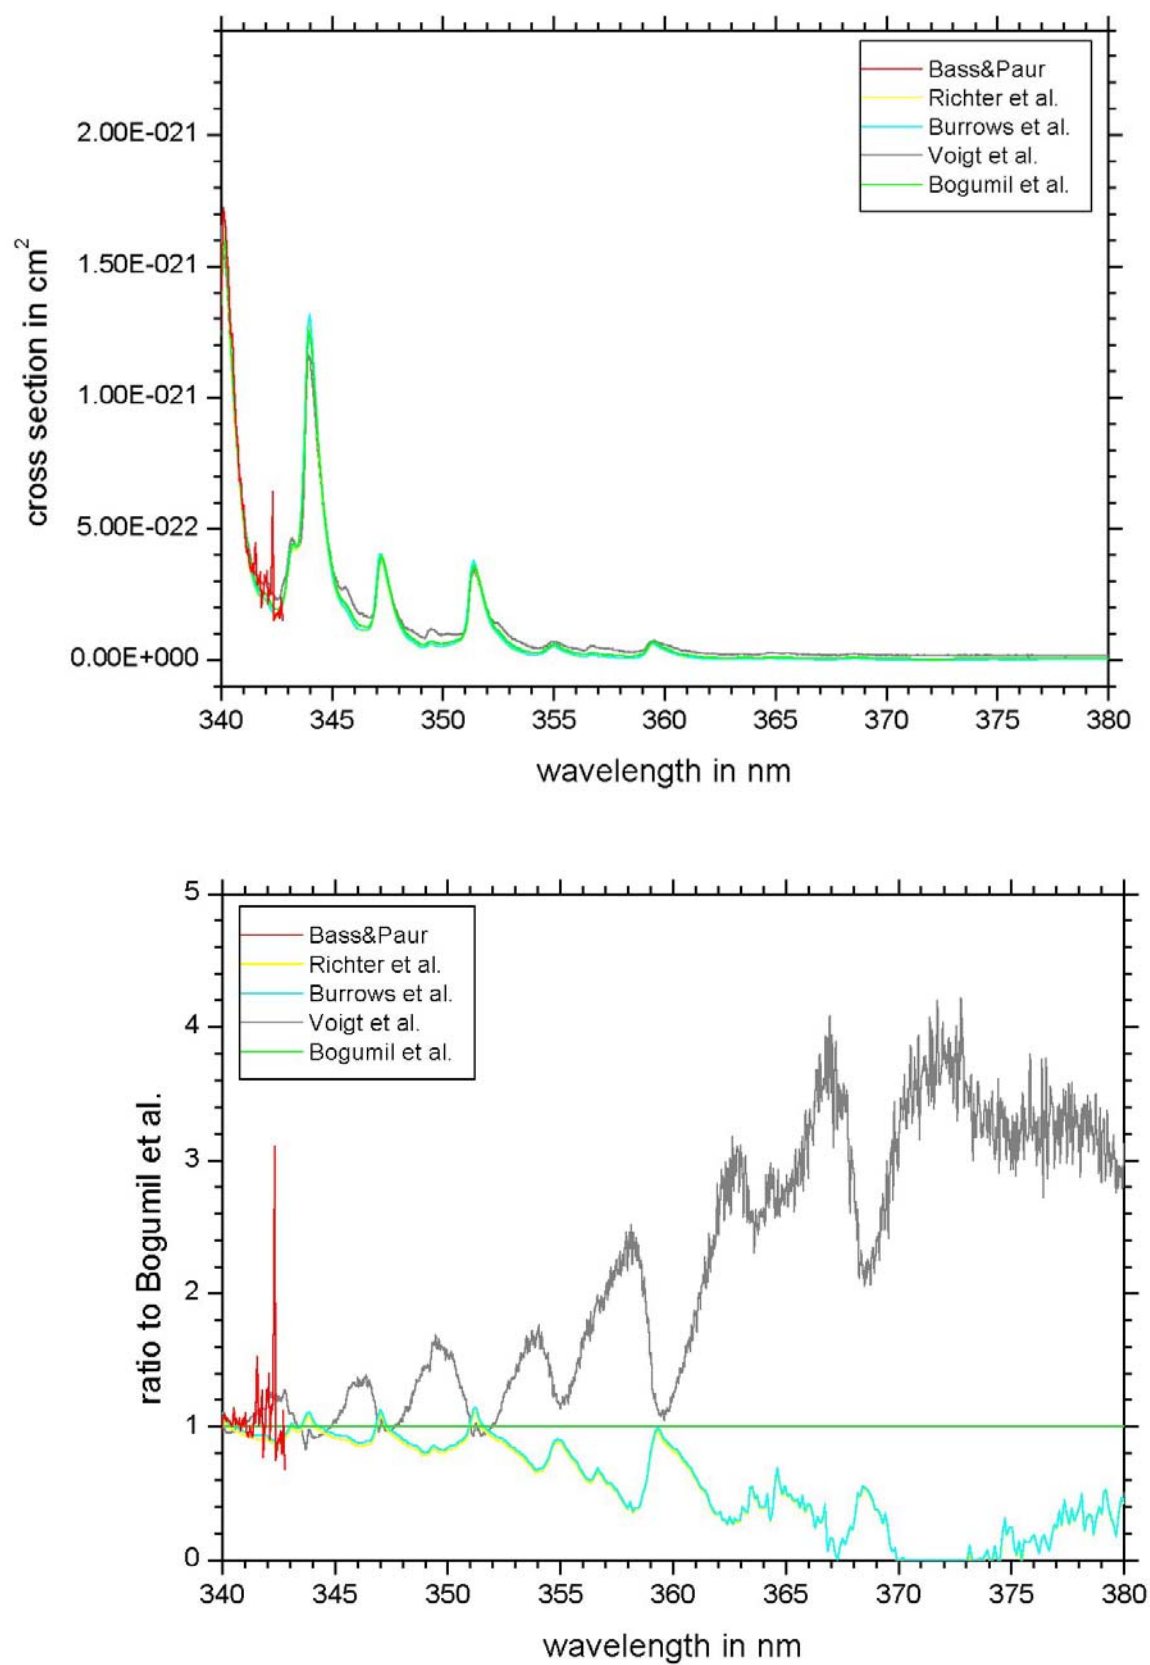 Bass&Paur
Richter et al.
Burrows et al.
Voigt et al.
Bogumil et al.
cross section in cm²
2.00E-021
1.50E-021
1.00E-021
5.00E-022
0.00E+000
340 345 350 355 360 365 370 375 380
wavelength in nm
Bass&Paur
Richter et al.
Burrows et al.
Voigt et al.
Bogumil et al.
ratio to Bogumil et al.
5
4
3
2
1
0
340 345 350 355 360 365 370 375 380
wavelength in nm